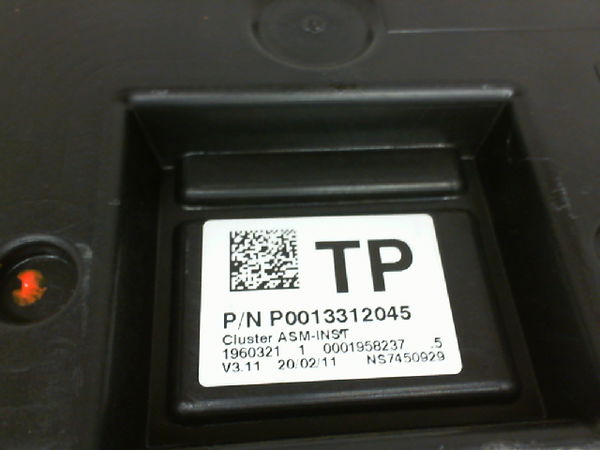 TP
P/N P0013312045
Cluster ASM-INST
1960321 1 0001958237 .5
V3.11 20/02/11 NS7450929